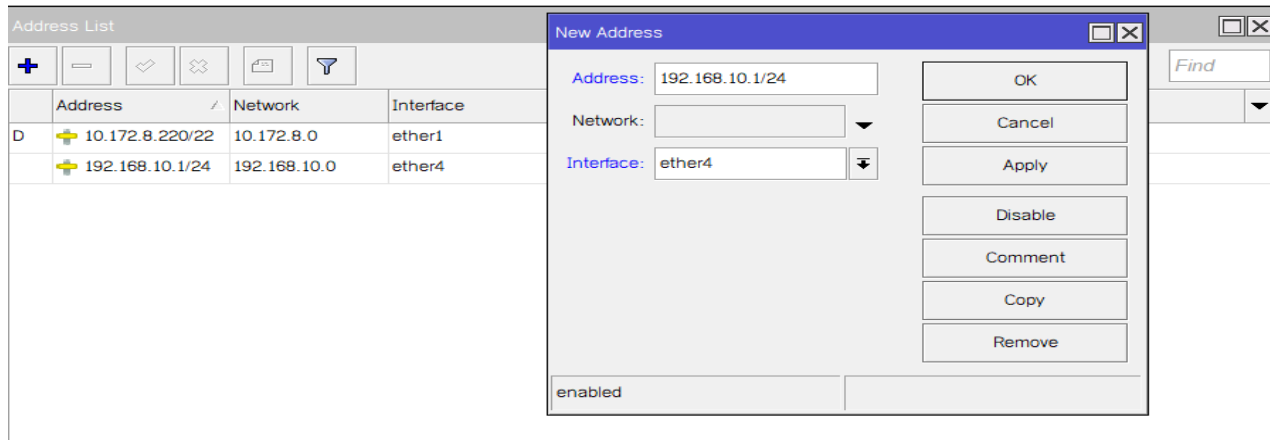 Address List
Find
Address Network Interface
D 10.172.8.220/22 10.172.8.0 ether1
192.168.10.1/24 192.168.10.0 ether4
New Address
Address: 192.168.10.1/24
Network:
Interface: ether4
OK
Cancel
Apply
Disable
Comment
Copy
Remove
enabled